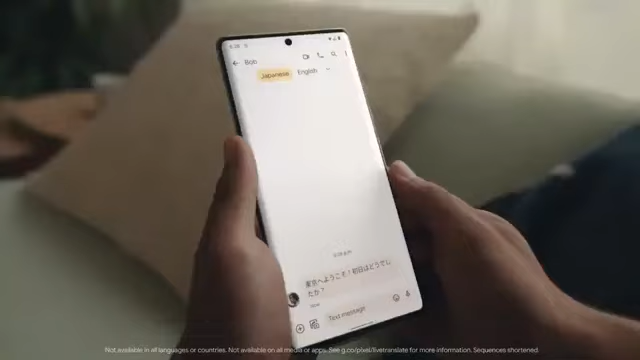 Bob
Japanese English
東京へようこそ！初日はどうでし
たか？
Text message
Not available in all languages or countries. Not available on all media or apps. See g.co/pixel/livetranslate for more information. Sequences shortened.